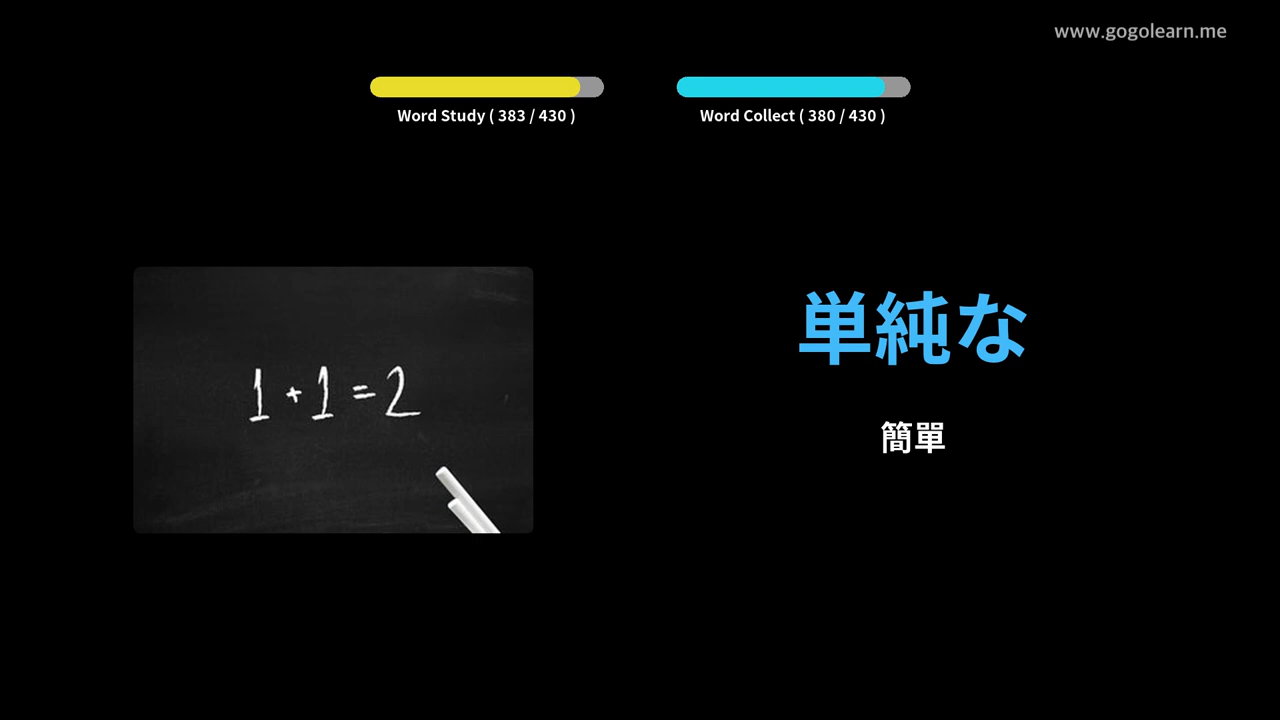 www.gogolearn.me
Word Study ( 383 / 430 )
Word Collect ( 380 / 430 )
1 + 1 = 2
単純な
簡單